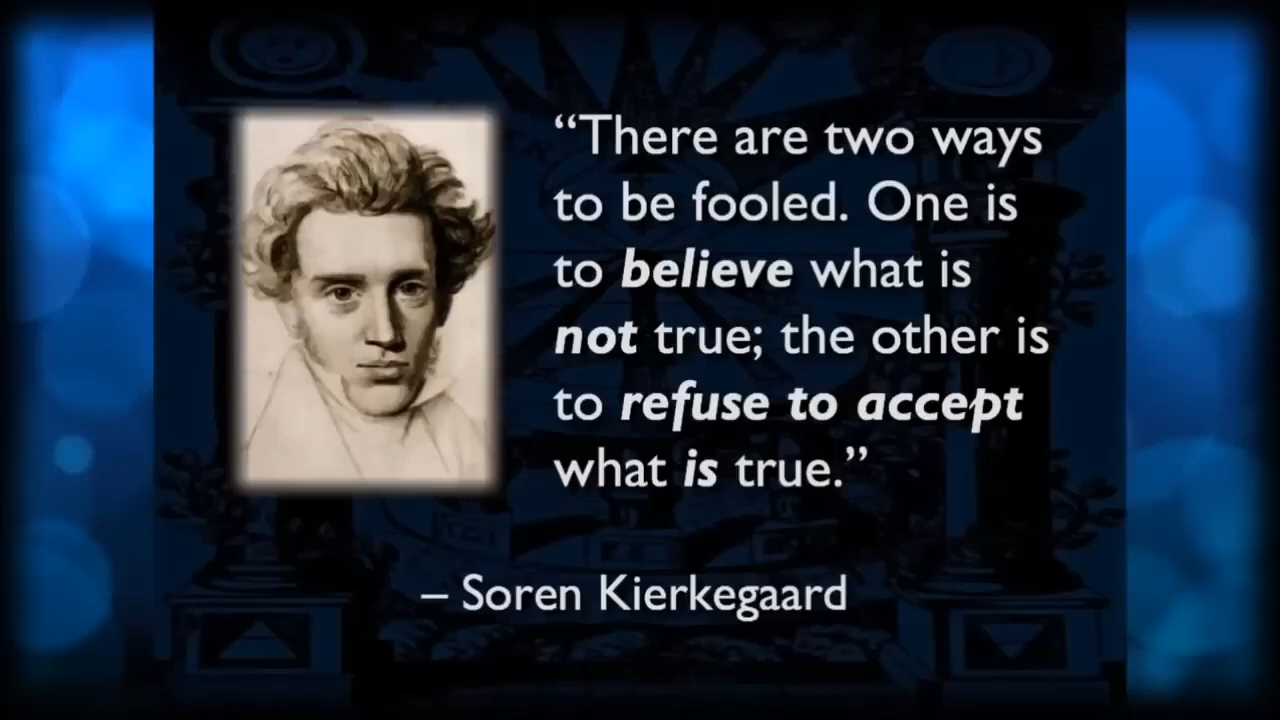 “There are two ways
to be fooled. One is
to believe what is
not true; the other is
to refuse to accept
what is true.”
– Soren Kierkegaard